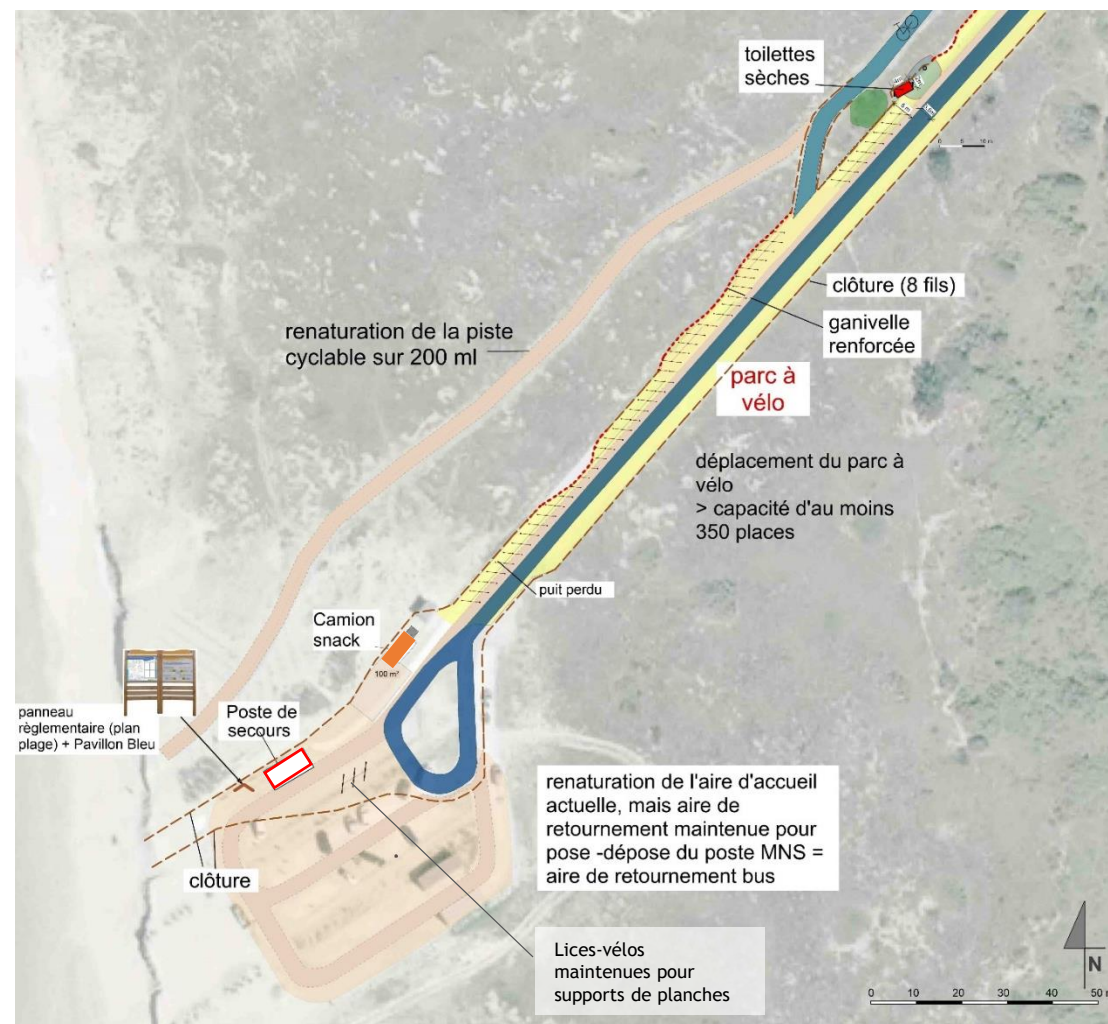 toilettes
sèches
0 5 10 m
clôture (8 fils)
ganivelle
renforcée
renaturation de la piste
cyclable sur 200 ml
parc à
vélo
déplacement du parc à
vélo
> capacité d'au moins
350 places
puit perdu
Camion
snack
100 m²
panneau
règlementaire (plan
plage) + Pavillon Bleu
Poste de
secours
renaturation de l'aire d'accueil
actuelle, mais aire de
retournement maintenue pour
pose -dépose du poste MNS =
aire de retournement bus
clôture
Lices-vélos
maintenues pour
supports de planches
N
0 10 20 30 40 50 m